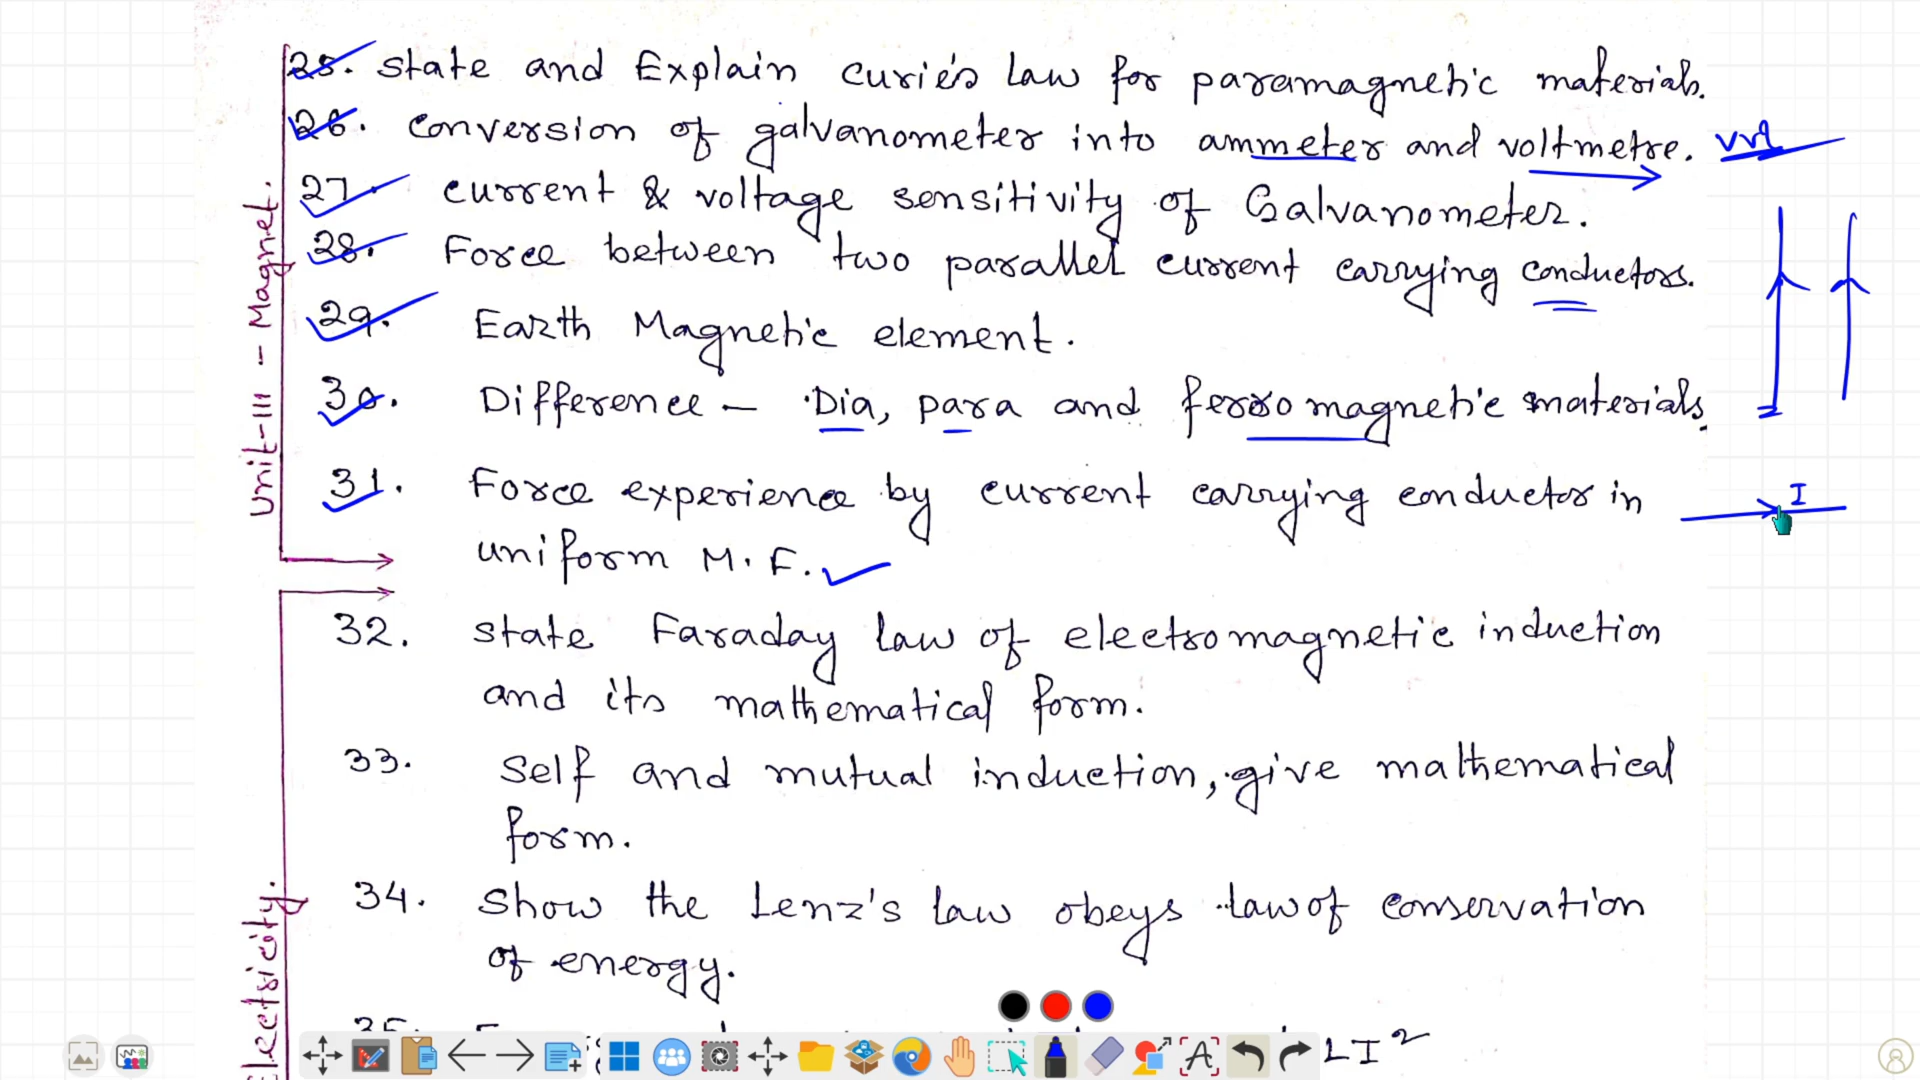 25. State and Explain Curie's law for paramagnetic materials.
26. Conversion of galvanometer into ammeter and voltmetre. VVI
27. Current & voltage sensitivity of Galvanometer.
28. Force between two parallel current carrying conductors.
29. Earth Magnetic element.
30. Difference - Dia, para and ferromagnetic materials.
31. Force experience by current carrying conductor in
uniform M.F.
I
Unit-III - Magnet.
32. State Faraday law of electromagnetic induction
and its mathematical form.
33. Self and mutual induction, give mathematical
form.
34. Show the Lenz's law obeys law of conservation
of energy.
LI²